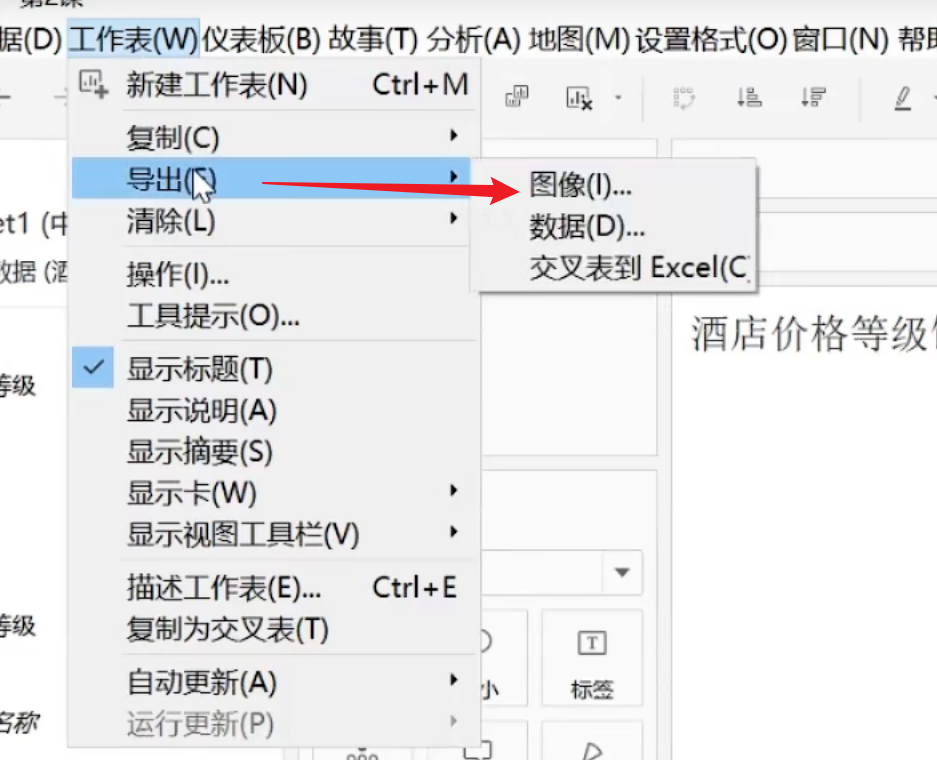 第2课
据(D) 工作表(W) 仪表板(B) 故事(T) 分析(A) 地图(M) 设置格式(O) 窗口(N) 帮助
新建工作表(N) Ctrl+M
复制(C)
导出
清除(L)
操作(I)...
工具提示(O)...
显示标题(T)
显示说明(A)
显示摘要(S)
显示卡(W)
显示视图工具栏(V)
描述工作表(E)... Ctrl+E
复制为交叉表(T)
自动更新(A)
运行更新(P)
图像(I)...
数据(D)...
交叉表到 Excel(C
et1 (中
数据 (酒
等级
等级
名称
酒店价格等级
小
标签